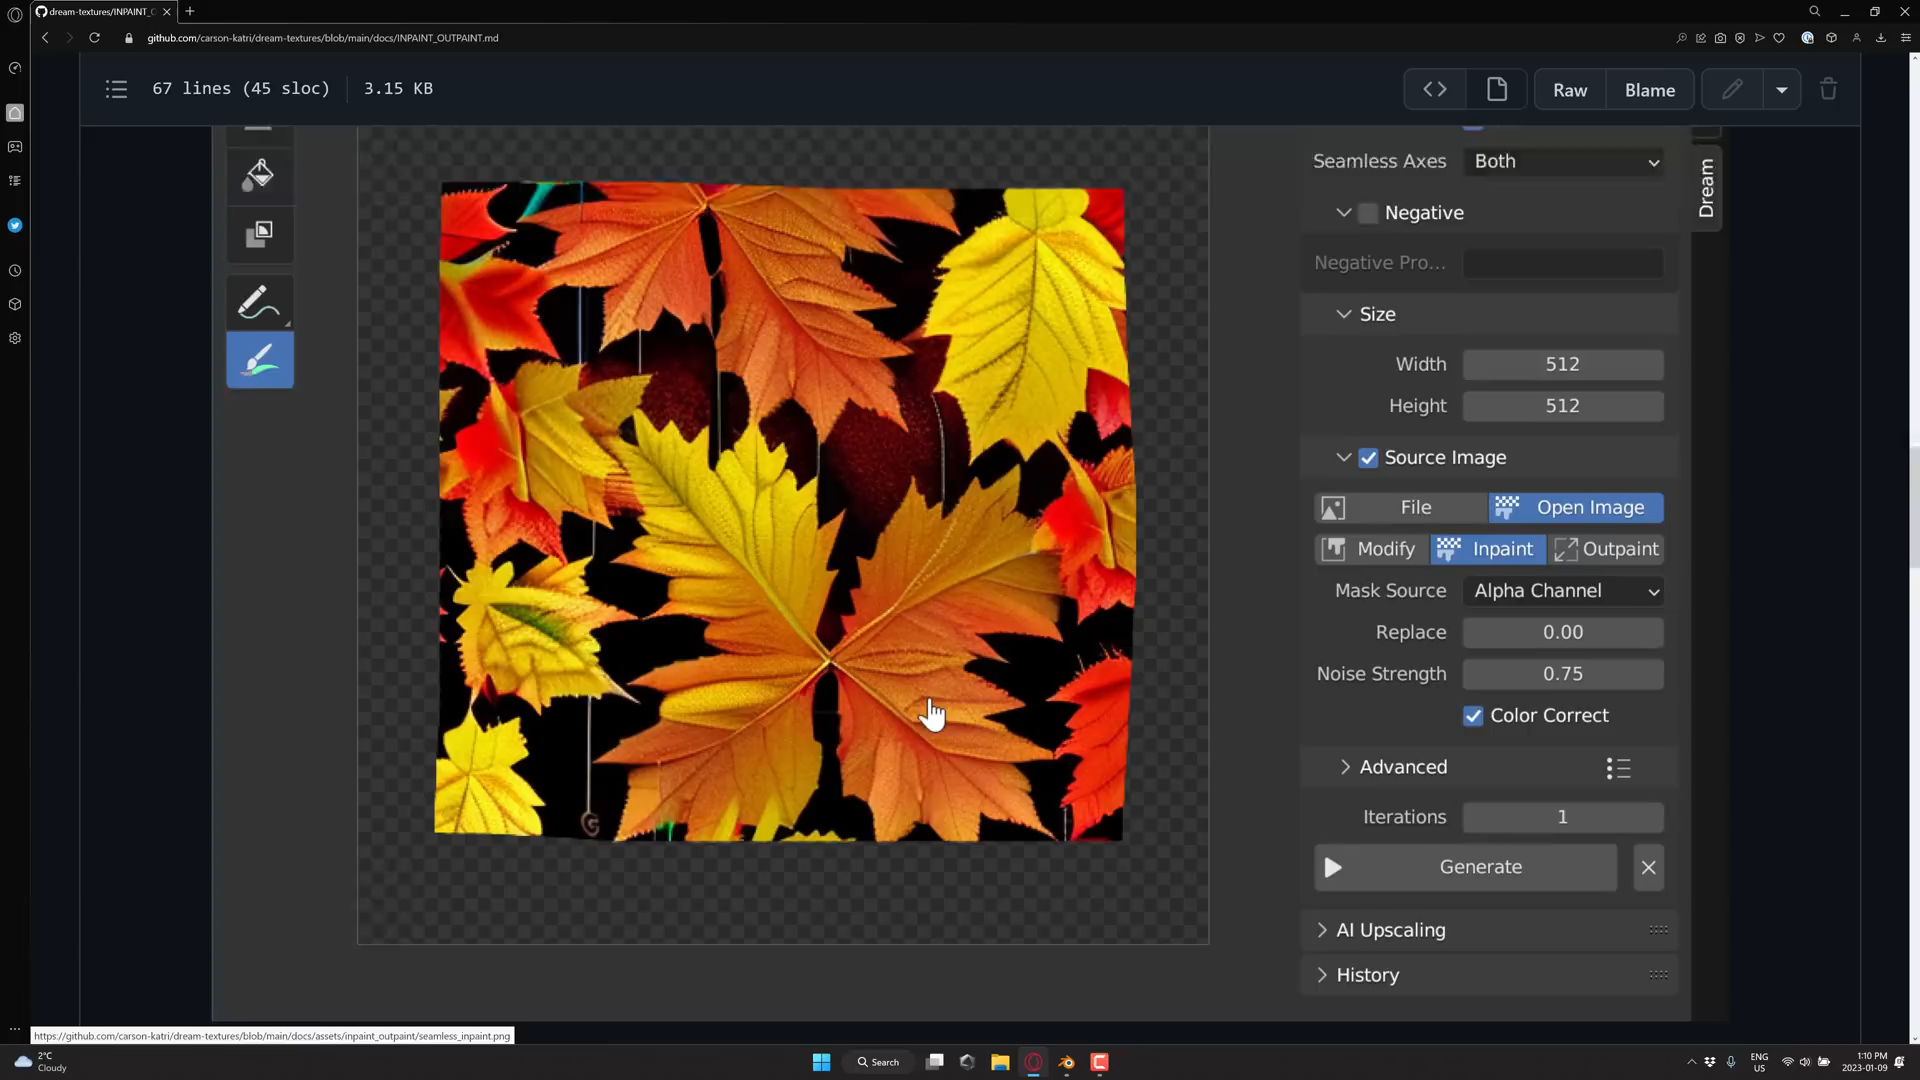 dream-textures/INPAINT_O
github.com/carson-katri/dream-textures/blob/main/docs/INPAINT_OUTPAINT.md
67 lines (45 sloc) 3.15 KB
Raw Blame
Seamless Axes Both
Dream
Negative
Negative Pro...
Size
Width 512
Height 512
Source Image
File Open Image
Modify Inpaint Outpaint
Mask Source Alpha Channel
Replace 0.00
Noise Strength 0.75
Color Correct
Advanced
Iterations 1
Generate
AI Upscaling
History
https://github.com/carson-katri/dream-textures/blob/main/docs/assets/inpaint_outpaint/seamless_inpaint.png
2°C
Cloudy
Search
ENG
US
1:10 PM
2023-01-09